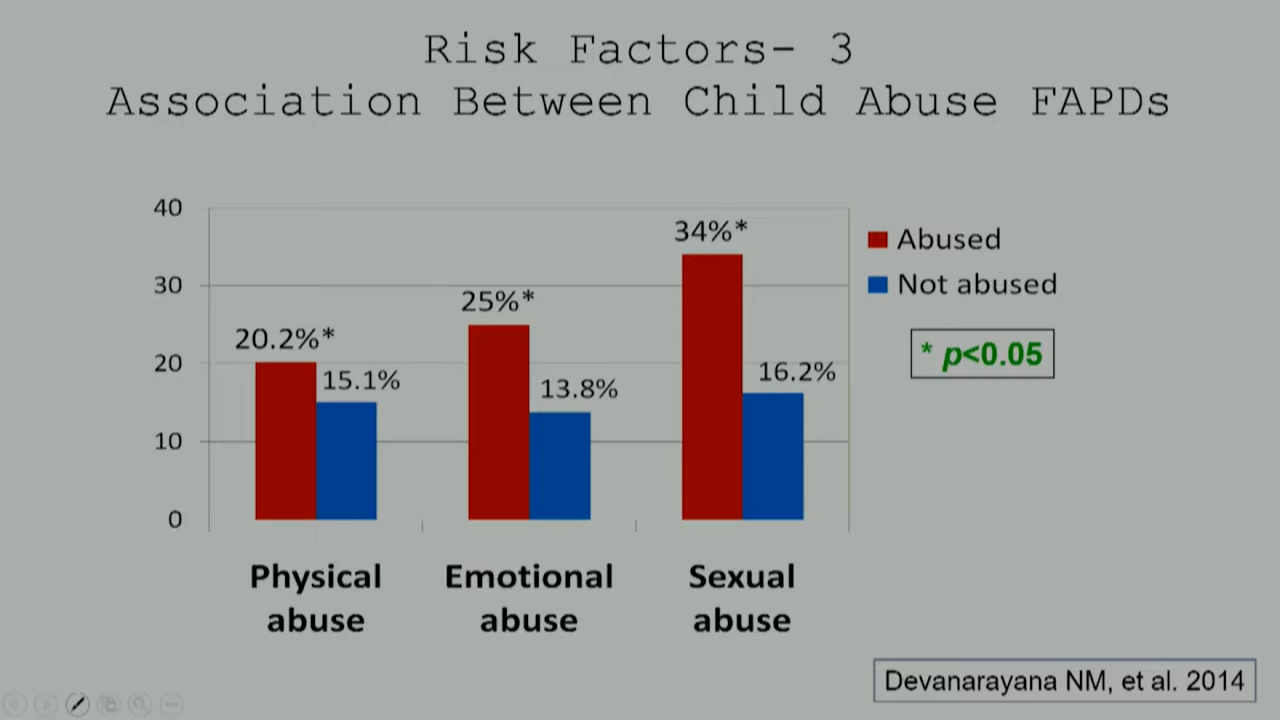 Risk Factors- 3
Association Between Child Abuse FAPDs
40
30
20
10
0
20.2%*
15.1%
25%*
13.8%
34%*
16.2%
Abused
Not abused
* p<0.05
Physical abuse
Emotional abuse
Sexual abuse
Devanarayana NM, et al. 2014